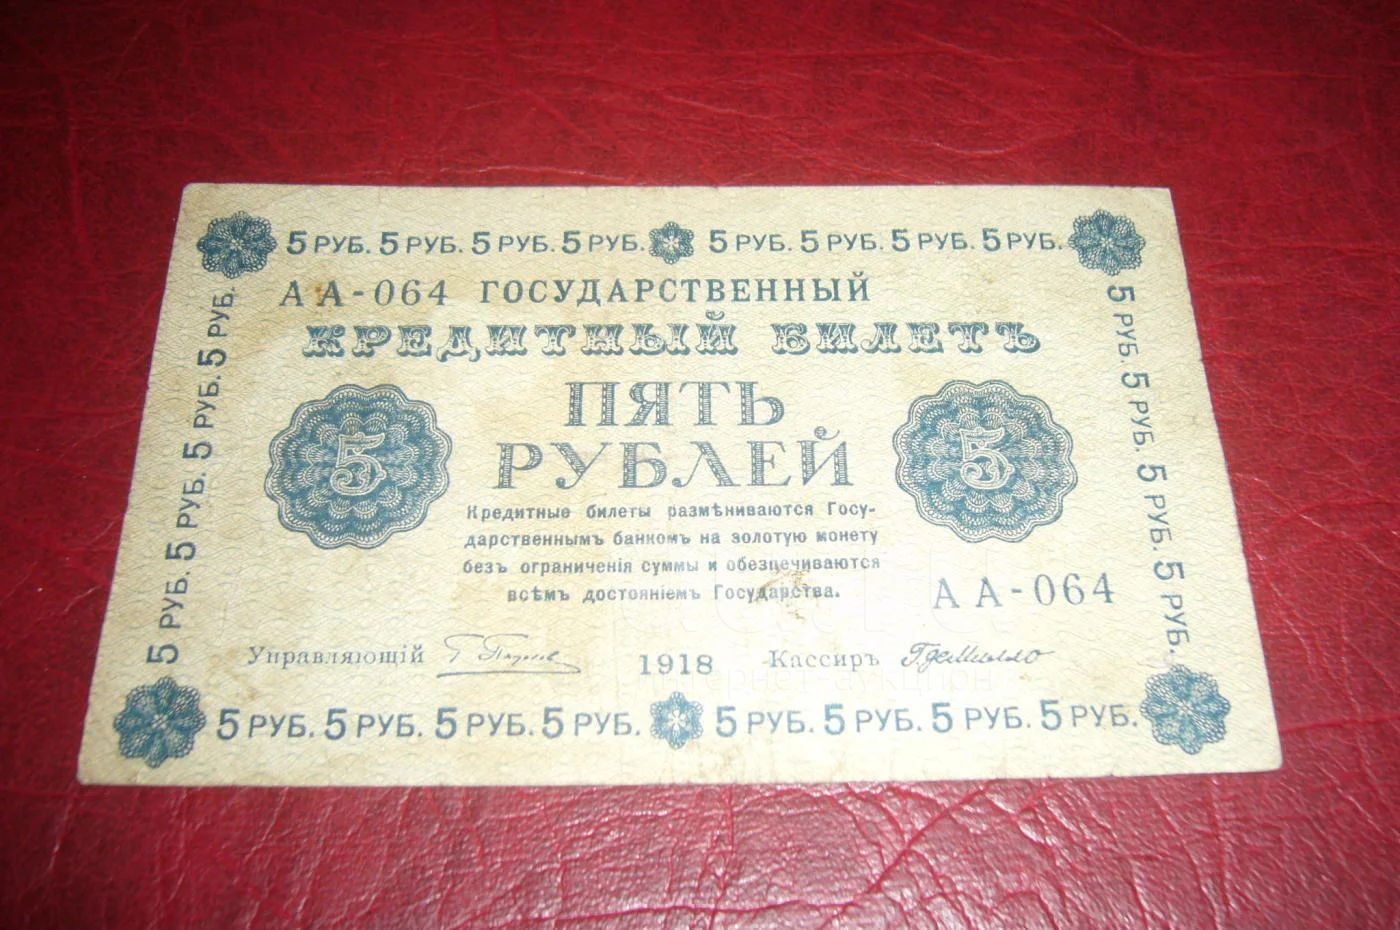 5 РУБ. 5 РУБ. 5 РУБ. 5 РУБ. 5 РУБ. 5 РУБ. 5 РУБ. 5 РУБ.
АА-064 ГОСУДАРСТВЕННЫЙ
КРЕДИТНЫЙ БИЛЕТЪ
ПЯТЬ
РУБЛЕЙ
5
5
Кредитные билеты размѣниваются Госу-
дарственнымъ банкомъ на золотую монету
безъ ограниченія суммы и обезпечиваются
всѣмъ достояніемъ Государства.
АА-064
Управляющій
1918 Кассиръ ГдеМилло
5 РУБ. 5 РУБ. 5 РУБ. 5 РУБ. 5 РУБ. 5 РУБ. 5 РУБ. 5 РУБ.
5 РУБ. 5 РУБ. 5 РУБ. 5 РУБ.
5 РУБ. 5 РУБ. 5 РУБ. 5 РУБ.
интернет-аукцион